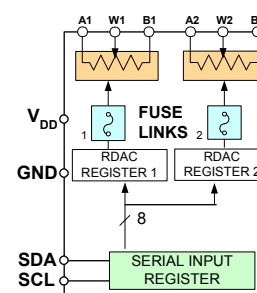 A1 W1 B1 A2 W2 B
V_DD
1 FUSE LINKS 2
RDAC REGISTER 1
RDAC REGISTER 2
GND
8
SDA
SCL
SERIAL INPUT REGISTER